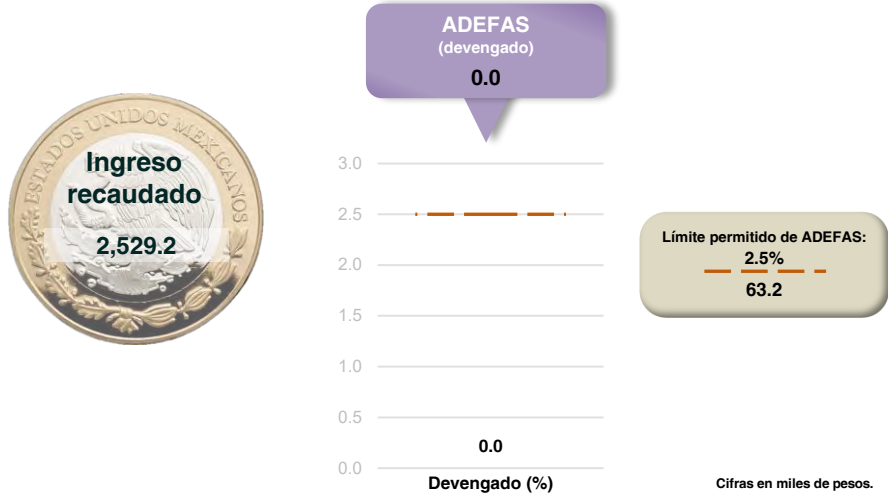 ADEFAS
(devengado)
0.0
ESTADOS UNIDOS MEXICANOS
Ingreso
recaudado
2,529.2
3.0
2.5
2.0
1.5
1.0
0.5
0.0
0.0
Devengado (%)
Límite permitido de ADEFAS:
2.5%
63.2
Cifras en miles de pesos.